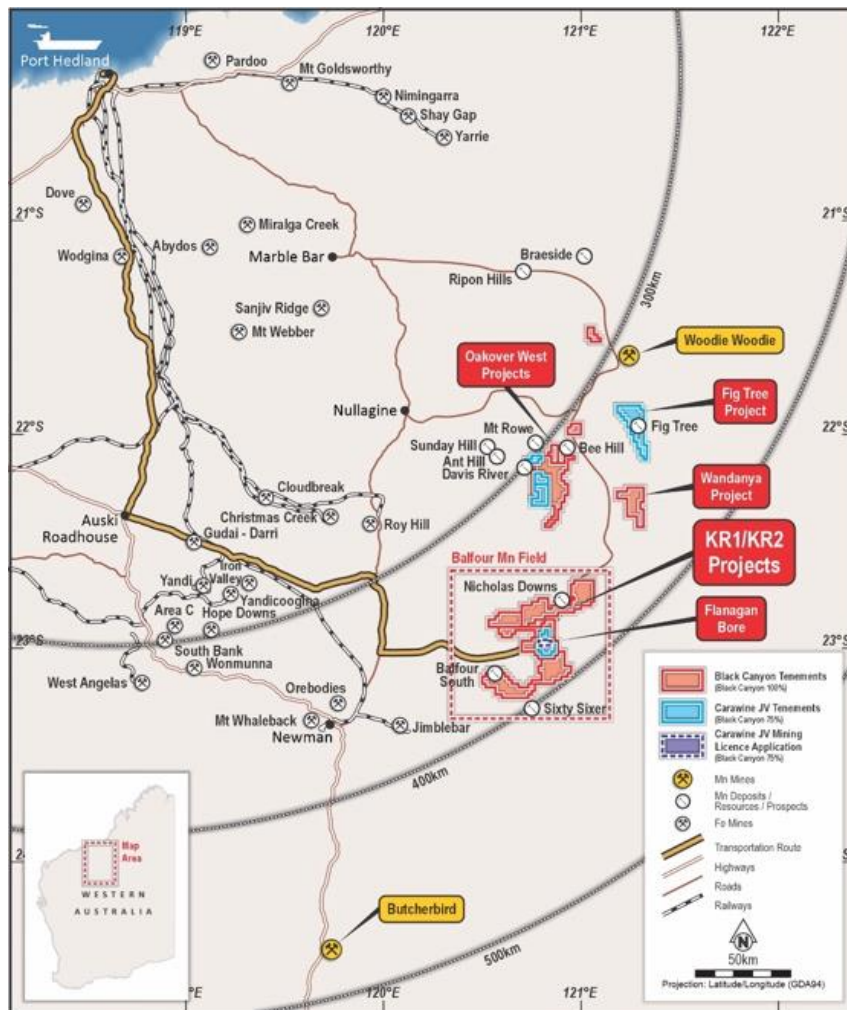 119°E
120°E
121°E
122°E
Port Hedland
Pardoo
Mt Goldsworthy
Nimingarra
Shay Gap
Yarrie
Dove
21°S
21°S
Miralga Creek
Abydos
Wodgina
Marble Bar
Braeside
Ripon Hills
300km
Sanjiv Ridge
Mt Webber
Woodie Woodie
Oakover West
Projects
Fig Tree
Project
Nullagine
Mt Rowe
Fig Tree
22°S
22°S
Sunday Hill
Bee Hill
Ant Hill
Davis River
Wandanya
Project
Cloudbreak
Christmas Creek
Roy Hill
Auski
Roadhouse
Gudai - Darri
KR1/KR2
Projects
Balfour Mn Field
Iron
Valley
Yandi
Yandicoogina
Nicholas Downs
Area C
Hope Downs
Flanagan
Bore
23°S
23°S
South Bank
Wonmunna
West Angelas
Balfour
South
Orebodies
Sixty Sixer
Mt Whaleback
Newman
Jimblebar
400km
24°S
Black Canyon Tenements
(Black Canyon 100%)
Carawine JV Tenements
(Black Canyon 75%)
Carawine JV Mining
Licence Application
(Black Canyon 75%)
Mn Mines
Mn Deposits /
Resources / Prospects
Fe Mines
Transportation Route
Highways
Roads
Railways
N
50km
Projection: Latitude/Longitude (GDA94)
Map
Area
WESTERN
AUSTRALIA
Butcherbird
500km
119°E
120°E
121°E